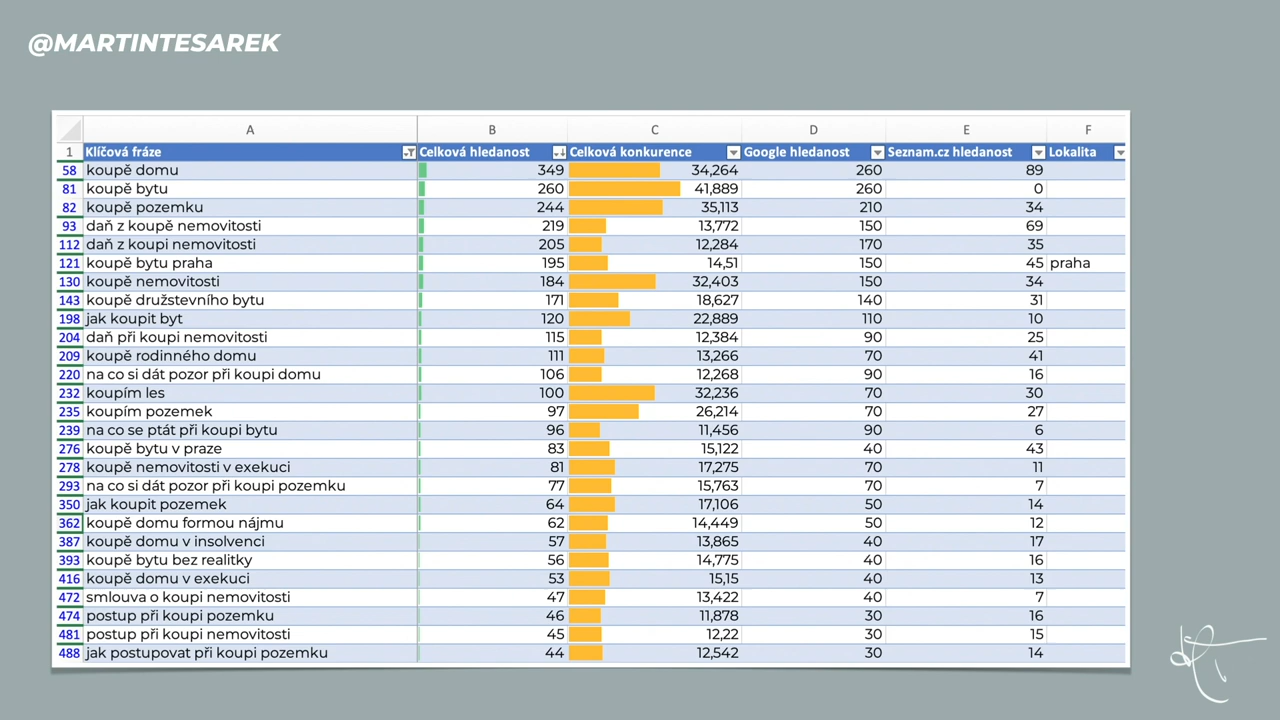 @MARTINTESAREK
A B C D E F
1 Klíčová fráze Celková hledanost Celková konkurence Google hledanost Seznam.cz hledanost Lokalita
58 koupě domu 349 34,264 260 89
81 koupě bytu 260 41,889 260 0
82 koupě pozemku 244 35,113 210 34
93 daň z koupě nemovitosti 219 13,772 150 69
112 daň z koupi nemovitosti 205 12,284 170 35
121 koupě bytu praha 195 14,51 150 45 praha
130 koupě nemovitosti 184 32,403 150 34
143 koupě družstevního bytu 171 18,627 140 31
198 jak koupit byt 120 22,889 110 10
204 daň při koupi nemovitosti 115 12,384 90 25
209 koupě rodinného domu 111 13,266 70 41
220 na co si dát pozor při koupi domu 106 12,268 90 16
232 koupím les 100 32,236 70 30
235 koupím pozemek 97 26,214 70 27
239 na co se ptát při koupi bytu 96 11,456 90 6
276 koupě bytu v praze 83 15,122 40 43
278 koupě nemovitosti v exekuci 81 17,275 70 11
293 na co si dát pozor při koupi pozemku 77 15,763 70 7
350 jak koupit pozemek 64 17,106 50 14
362 koupě domu formou nájmu 62 14,449 50 12
387 koupě domu v insolvenci 57 13,865 40 17
393 koupě bytu bez realitky 56 14,775 40 16
416 koupě domu v exekuci 53 15,15 40 13
472 smlouva o koupi nemovitosti 47 13,422 40 7
474 postup při koupi pozemku 46 11,878 30 16
481 postup při koupi nemovitosti 45 12,22 30 15
488 jak postupovat při koupi pozemku 44 12,542 30 14